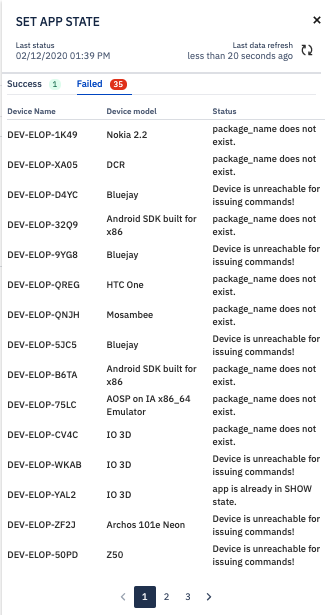 SET APP STATE ×
Last status Last data refresh
02/12/2020 01:39 PM less than 20 seconds ago
Success 1 Failed 35
Device Name Device model Status
DEV-ELOP-1K49 Nokia 2.2 package_name does not
exist.
DEV-ELOP-XA05 DCR package_name does not
exist.
DEV-ELOP-D4YC Bluejay Device is unreachable for
issuing commands!
DEV-ELOP-32Q9 Android SDK built for package_name does not
x86 exist.
DEV-ELOP-9YG8 Bluejay Device is unreachable for
issuing commands!
DEV-ELOP-QREG HTC One package_name does not
exist.
DEV-ELOP-QNJH Mosambee package_name does not
exist.
DEV-ELOP-5JC5 Bluejay Device is unreachable for
issuing commands!
DEV-ELOP-B6TA Android SDK built for package_name does not
x86 exist.
DEV-ELOP-75LC AOSP on IA x86_64 package_name does not
Emulator exist.
DEV-ELOP-CV4C IO 3D package_name does not
exist.
DEV-ELOP-WKAB IO 3D Device is unreachable for
issuing commands!
DEV-ELOP-YAL2 IO 3D app is already in SHOW
state.
DEV-ELOP-ZF2J Archos 101e Neon Device is unreachable for
issuing commands!
DEV-ELOP-50PD Z50 Device is unreachable for
issuing commands!
< 1 2 3 >